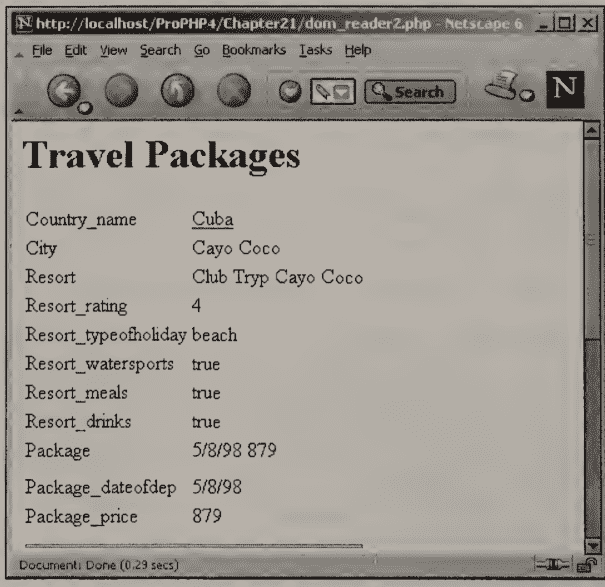 http://localhost/ProPHP4/Chapter21/dom_reader2.php - Netscape 6
File Edit View Search Go Bookmarks Tasks Help
Search N
Travel Packages
Country_name Cuba
City Cayo Coco
Resort Club Tryp Cayo Coco
Resort_rating 4
Resort_typeofholiday beach
Resort_watersports true
Resort_meals true
Resort_drinks true
Package 5/8/98 879
Package_dateofdep 5/8/98
Package_price 879
Document: Done (0.29 secs)